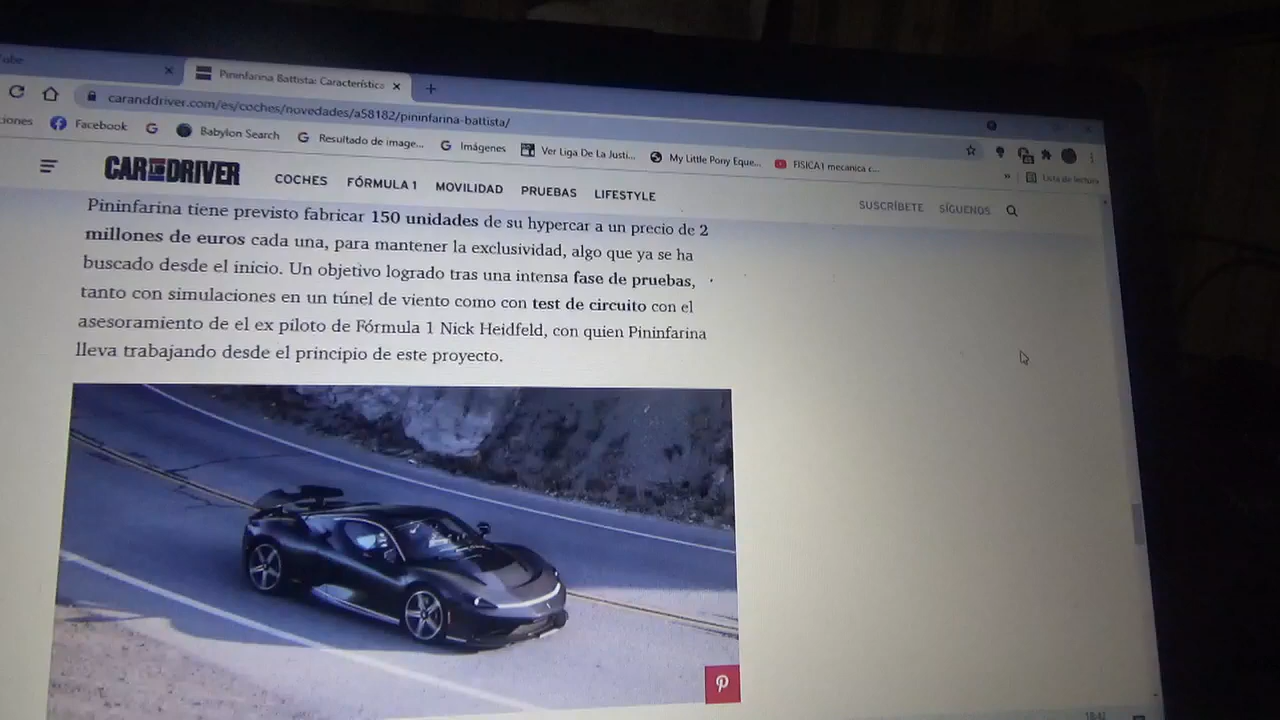 Pininfarina Battista: Característica
caranddriver.com/es/coches/novedades/a58182/pininfarina-battista/
ciones Facebook Babylon Search Resultado de image... Imágenes Ver Liga De La Justi... My Little Pony Eque... FISICA1 mecanica c... » Lista de lectura
CAR AND DRIVER COCHES FÓRMULA 1 MOVILIDAD PRUEBAS LIFESTYLE SUSCRÍBETE SÍGUENOS
Pininfarina tiene previsto fabricar 150 unidades de su hypercar a un precio de 2
millones de euros cada una, para mantener la exclusividad, algo que ya se ha
buscado desde el inicio. Un objetivo logrado tras una intensa fase de pruebas,
tanto con simulaciones en un túnel de viento como con test de circuito con el
asesoramiento de el ex piloto de Fórmula 1 Nick Heidfeld, con quien Pininfarina
lleva trabajando desde el principio de este proyecto.